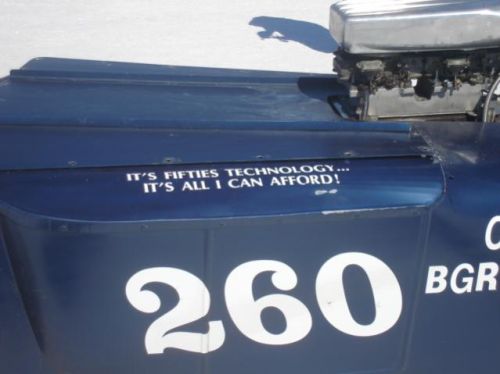 IT'S FIFTIES TECHNOLOGY...
IT'S ALL I CAN AFFORD!
260
BGR